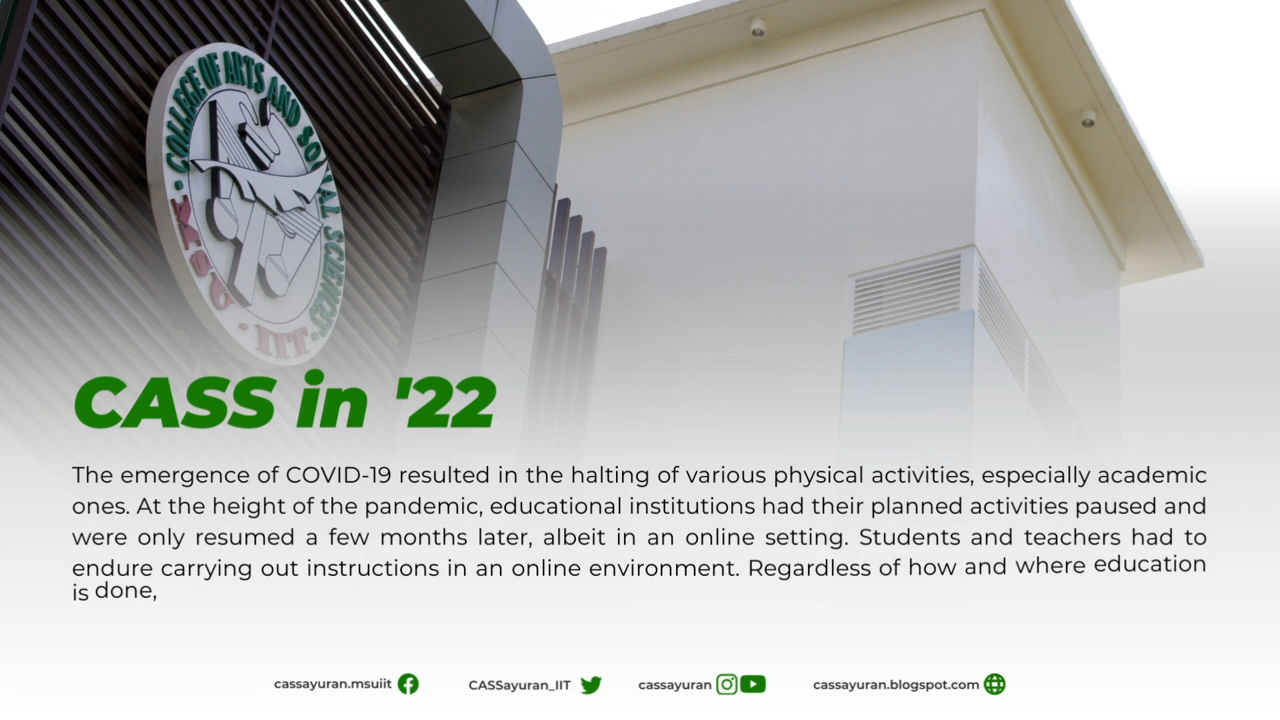 COLLEGE OF ARTS AND SOCIAL SCIENCES
MSU · IIT
CASS in '22
The emergence of COVID-19 resulted in the halting of various physical activities, especially academic
ones. At the height of the pandemic, educational institutions had their planned activities paused and
were only resumed a few months later, albeit in an online setting. Students and teachers had to
endure carrying out instructions in an online environment. Regardless of how and where education
is done,
cassayuran.msuiit
CASSayuran_IIT
cassayuran
cassayuran.blogspot.com